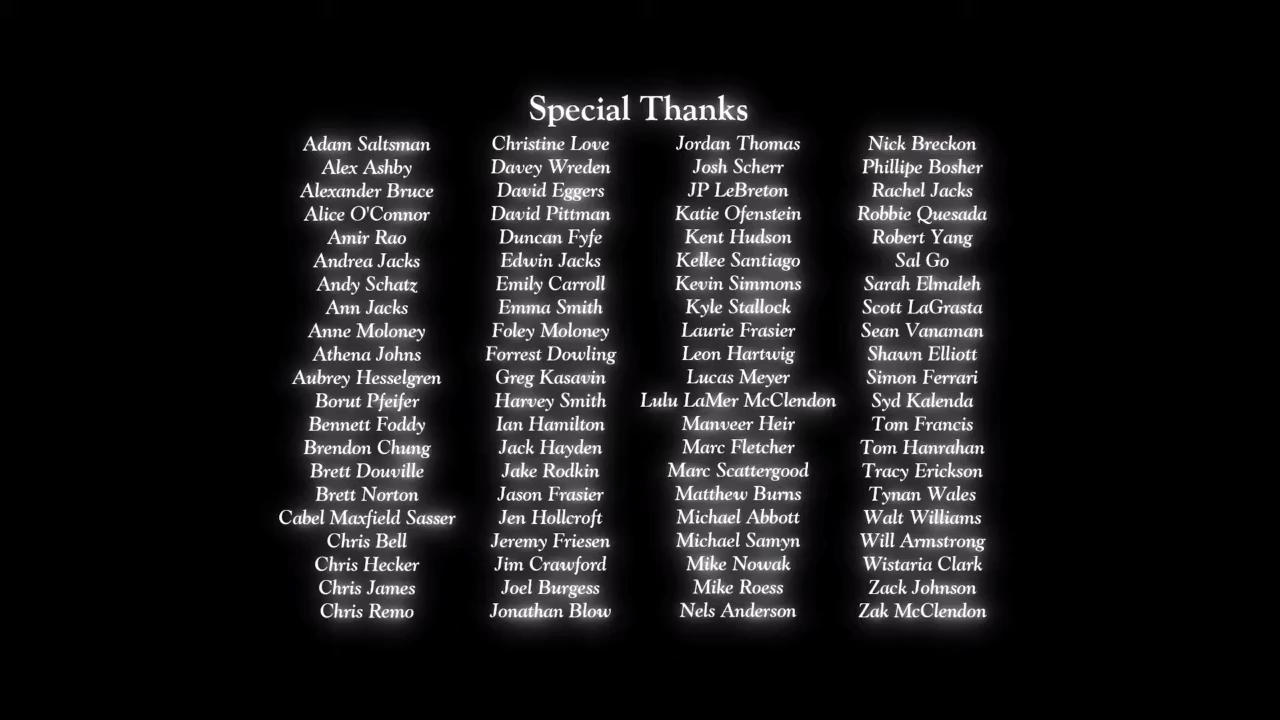 Special Thanks
Adam Saltsman
Alex Ashby
Alexander Bruce
Alice O'Connor
Amir Rao
Andrea Jacks
Andy Schatz
Ann Jacks
Anne Moloney
Athena Johns
Aubrey Hesselgren
Borut Pfeifer
Bennett Foddy
Brendon Chung
Brett Douville
Brett Norton
Cabel Maxfield Sasser
Chris Bell
Chris Hecker
Chris James
Chris Remo
Christine Love
Davey Wreden
David Eggers
David Pittman
Duncan Fyfe
Edwin Jacks
Emily Carroll
Emma Smith
Foley Moloney
Forrest Dowling
Greg Kasavin
Harvey Smith
Ian Hamilton
Jack Hayden
Jake Rodkin
Jason Frasier
Jen Hollcroft
Jeremy Friesen
Jim Crawford
Joel Burgess
Jonathan Blow
Jordan Thomas
Josh Scherr
JP LeBreton
Katie Ofenstein
Kent Hudson
Kellee Santiago
Kevin Simmons
Kyle Stallock
Laurie Frasier
Leon Hartwig
Lucas Meyer
Lulu LaMer McClendon
Manveer Heir
Marc Fletcher
Marc Scattergood
Matthew Burns
Michael Abbott
Michael Samyn
Mike Nowak
Mike Roess
Nels Anderson
Nick Breckon
Phillipe Bosher
Rachel Jacks
Robbie Quesada
Robert Yang
Sal Go
Sarah Elmaleh
Scott LaGrasta
Sean Vanaman
Shawn Elliott
Simon Ferrari
Syd Kalenda
Tom Francis
Tom Hanrahan
Tracy Erickson
Tynan Wales
Walt Williams
Will Armstrong
Wistaria Clark
Zack Johnson
Zak McClendon